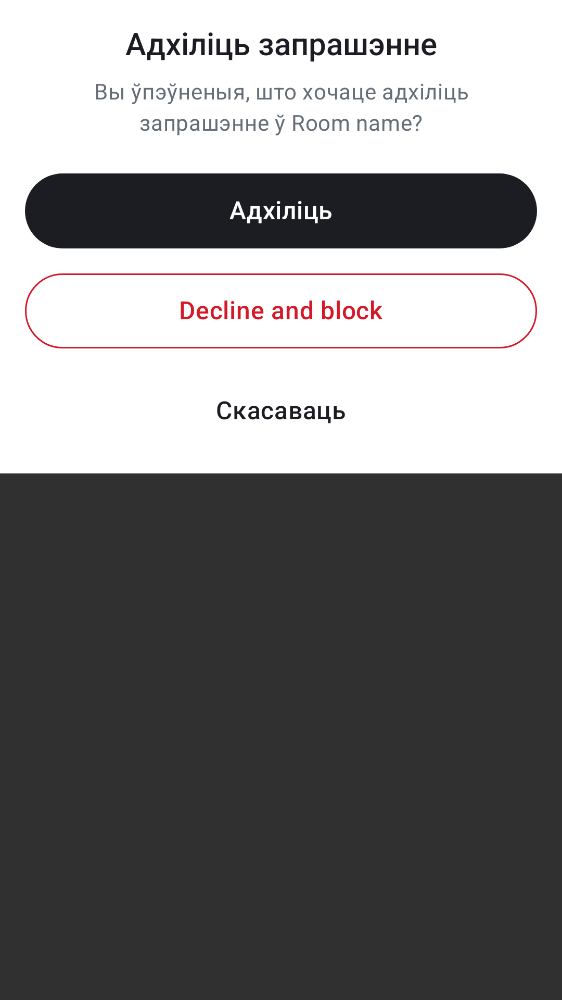 Адхіліць запрашэнне
Вы ўпэўненыя, што хочаце адхіліць
запрашэнне ў Room name?
Адхіліць
Decline and block
Скасаваць